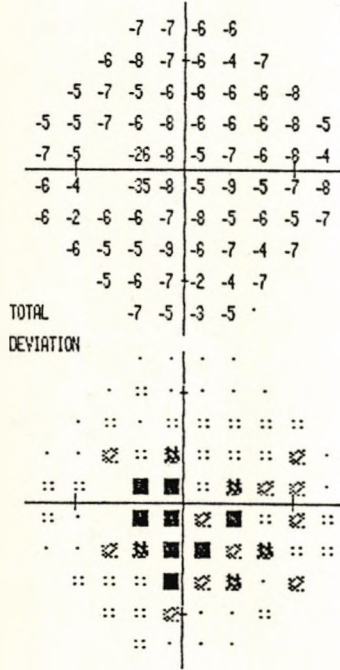 -7 -7 -6 -6
-6 -8 -7 -6 -4 -7
-5 -7 -5 -6 -6 -6 -6 -8
-5 -5 -7 -6 -8 -6 -6 -6 -8 -5
-7 -5 -26 -8 -5 -7 -6 -8 -4
-6 -4 -35 -8 -5 -9 -5 -7 -8
-6 -2 -6 -6 -7 -8 -5 -6 -5 -7
-6 -5 -5 -9 -6 -7 -4 -7
-5 -6 -7 -2 -4 -7
TOTAL -7 -5 -3 -5
DEVIATION